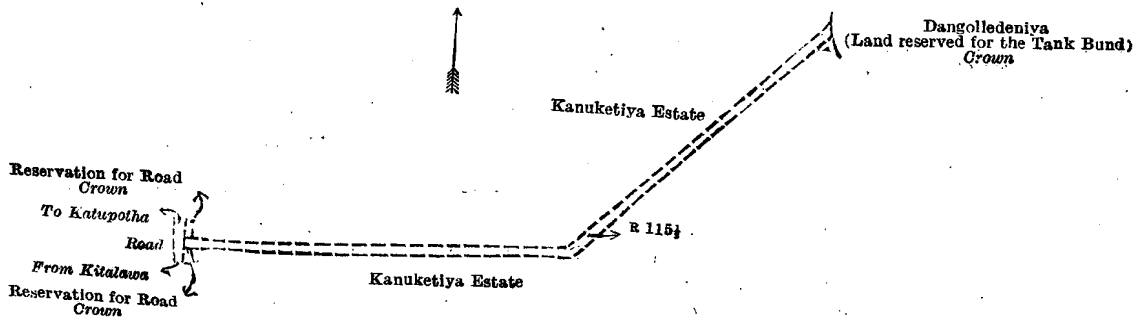 Dangolledeniya
(Land reserved for the Tank Bund)
Crown
Kanuketiya Estate
Reservation for Road
Crown
To Katupotha
R 115½
Road
From Kitalawa
Kanuketiya Estate
Reservation for Road
Crown